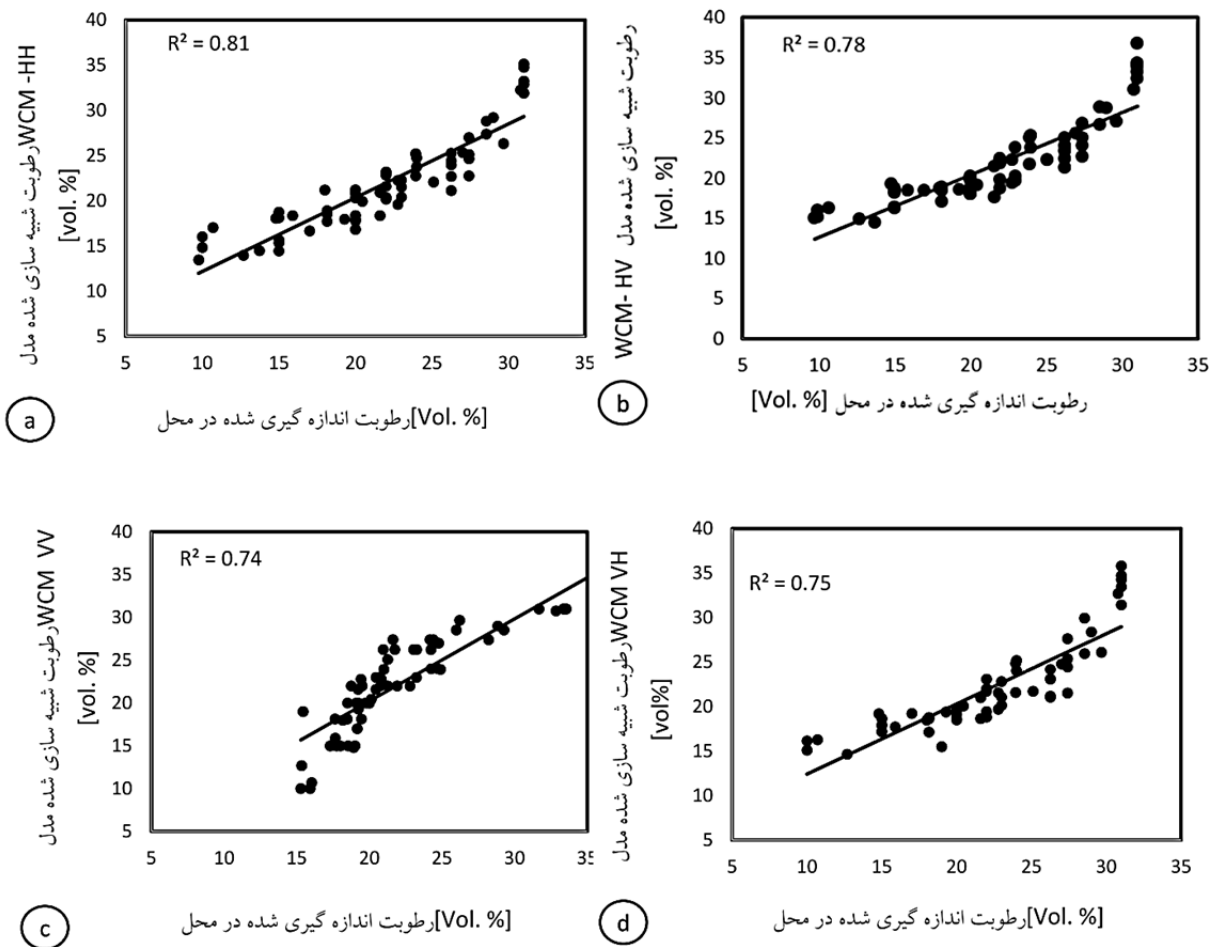 رطوبت شبیه سازی شده مدل WCM -HH
[vol. %]
R² = 0.81
40
35
30
25
20
15
10
5
5 10 15 20 25 30 35
رطوبت اندازه گیری شده در محل [Vol. %]
a
رطوبت شبیه سازی شده مدل WCM- HV
[vol. %]
R² = 0.78
40
35
30
25
20
15
10
5
0
5 10 15 20 25 30 35
رطوبت اندازه گیری شده در محل [Vol. %]
b
رطوبت شبیه سازی شده مدل WCM VV
[vol. %]
R² = 0.74
40
35
30
25
20
15
10
5
5 10 15 20 25 30 35
رطوبت اندازه گیری شده در محل [Vol. %]
c
رطوبت شبیه سازی شده مدل WCM VH
[vol%]
R² = 0.75
40
35
30
25
20
15
10
5
5 10 15 20 25 30 35
رطوبت اندازه گیری شده در محل [Vol. %]
d